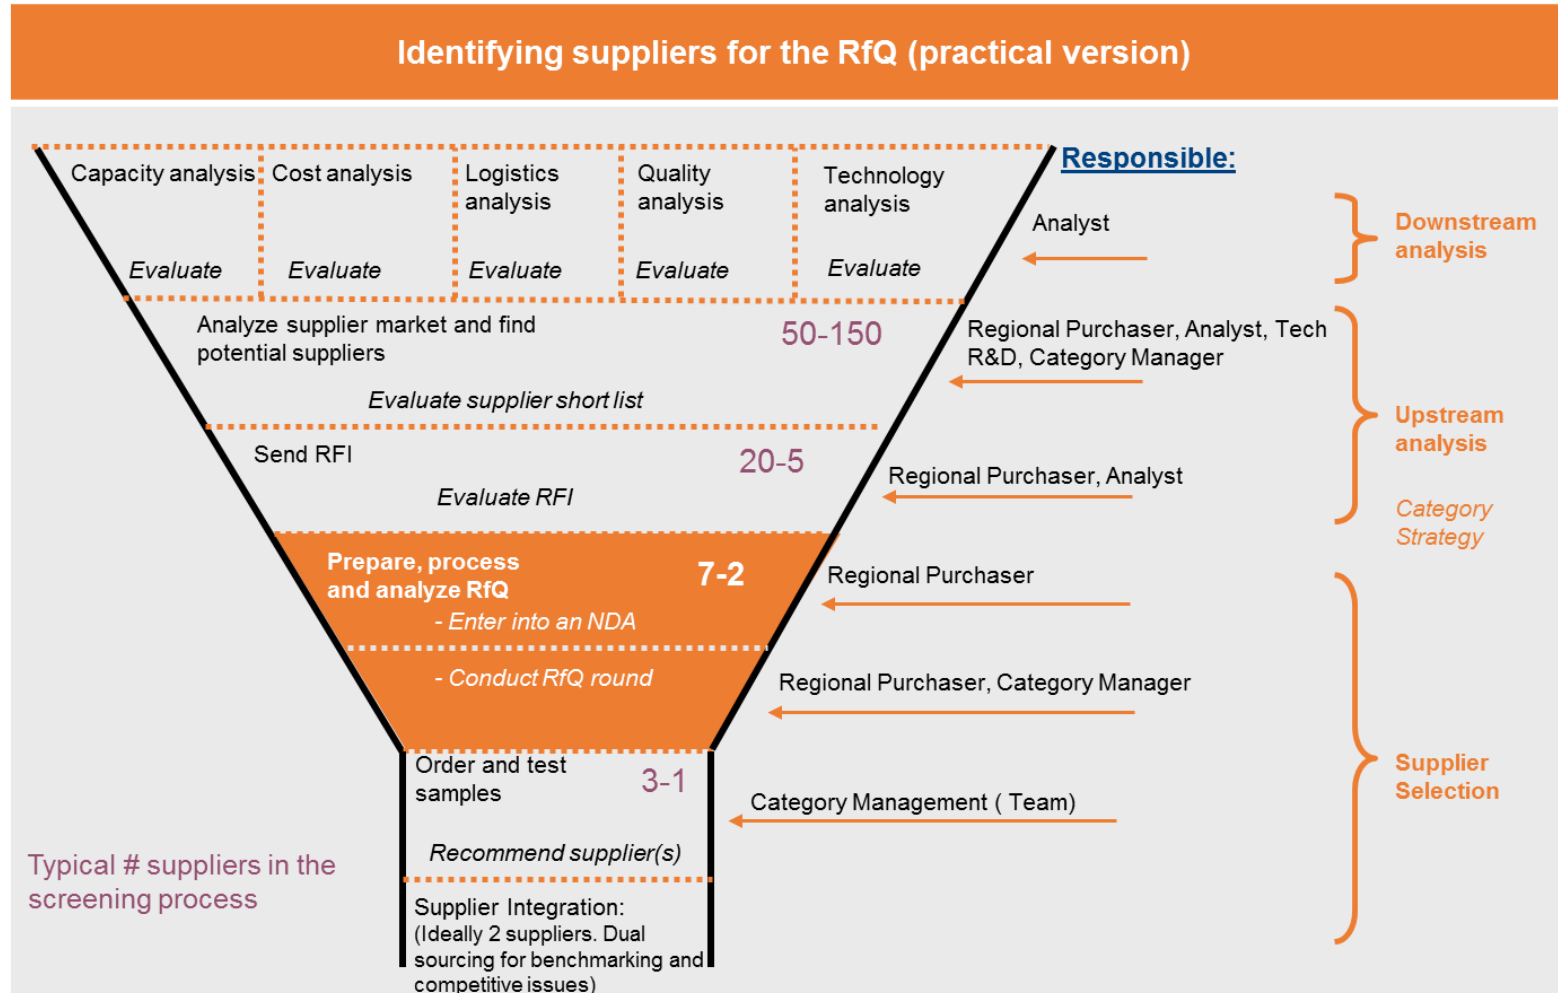 Identifying suppliers for the RfQ (practical version)
Capacity analysis
Cost analysis
Logistics
analysis
Quality
analysis
Technology
analysis
Evaluate
Evaluate
Evaluate
Evaluate
Evaluate
Responsible:
Analyst
Downstream
analysis
Analyze supplier market and find
potential suppliers
50-150
Evaluate supplier short list
Regional Purchaser, Analyst, Tech
R&D, Category Manager
Upstream
analysis
Send RFI
20-5
Evaluate RFI
Regional Purchaser, Analyst
Category
Strategy
Prepare, process
and analyze RfQ
7-2
- Enter into an NDA
Regional Purchaser
- Conduct RfQ round
Regional Purchaser, Category Manager
Order and test
samples
3-1
Recommend supplier(s)
Category Management ( Team)
Supplier
Selection
Typical # suppliers in the
screening process
Supplier Integration:
(Ideally 2 suppliers. Dual
sourcing for benchmarking and
competitive issues)